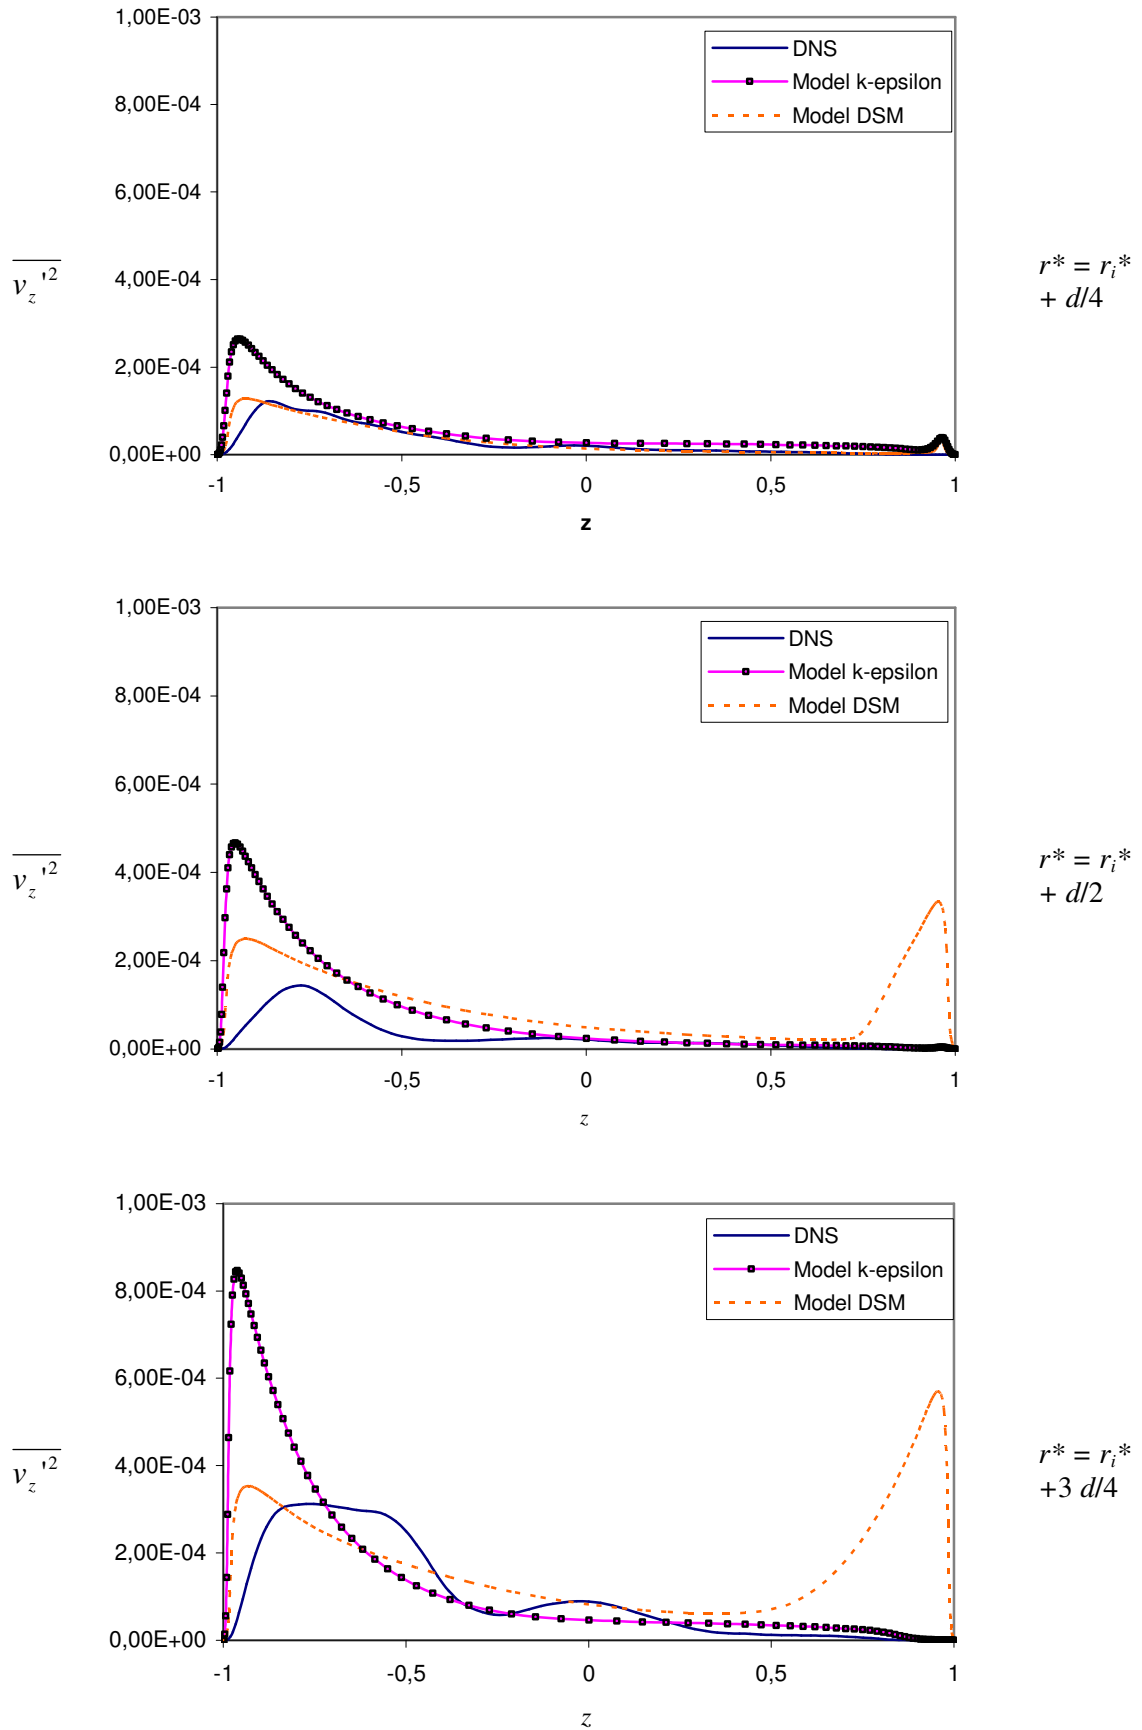 1,00E-03
8,00E-04
6,00E-04
4,00E-04
2,00E-04
0,00E+00
-1
-0,5
0
0,5
1
z
DNS
Model k-epsilon
Model DSM
v_z'^2
r* = r_i*
+ d/4
1,00E-03
8,00E-04
6,00E-04
4,00E-04
2,00E-04
0,00E+00
-1
-0,5
0
0,5
1
z
DNS
Model k-epsilon
Model DSM
v_z'^2
r* = r_i*
+ d/2
1,00E-03
8,00E-04
6,00E-04
4,00E-04
2,00E-04
0,00E+00
-1
-0,5
0
0,5
1
z
DNS
Model k-epsilon
Model DSM
v_z'^2
r* = r_i*
+3 d/4